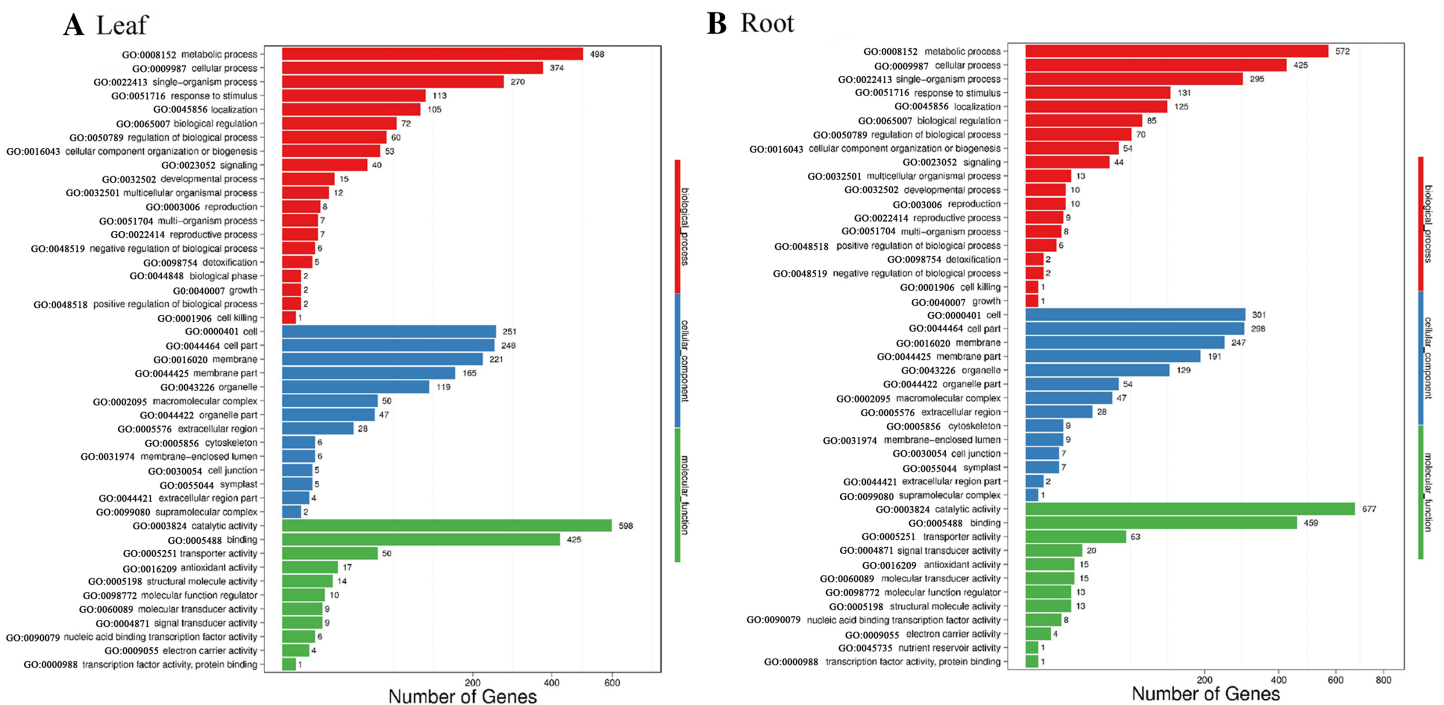 A Leaf
GO:0008152 metabolic process 498
GO:0009987 cellular process 374
GO:0022413 single-organism process 270
GO:0051716 response to stimulus 113
GO:0045856 localization 105
GO:0065007 biological regulation 72
GO:0050789 regulation of biological process 60
GO:0016043 cellular component organization or biogenesis 53
GO:0023052 signaling 40
GO:0032502 developmental process 15
GO:0032501 multicellular organismal process 12
GO:0003006 reproduction 8
GO:0051704 multi-organism process 7
GO:0022414 reproductive process 7
GO:0048519 negative regulation of biological process 6
GO:0098754 detoxification 5
GO:0044848 biological phase 2
G0:0040007 growth 2
GO:0048518 positive regulation of biological process 2
GO:0001906 cell killing 1
GO:0000401 cell 251
GO:0044464 cell part 248
GO:0016020 membrane 221
GO:0044425 membrane part 165
GO:0043226 organelle 119
GO:0002095 macromolecular complex 50
GO:0044422 organelle part 47
GO:0005576 extracellular region 28
GO:0005856 cytoskeleton 6
GO:0031974 membrane-enclosed lumen 6
GO:0030054 cell junction 5
GO:0055044 symplast 5
GO:0044421 extracellular region part 4
GO:0099080 supramolecular complex 2
GO:0003824 catalytic activity 598
GO:0005488 binding 425
GO:0005251 transporter activity 50
GO:0016209 antioxidant activity 17
GO:0005198 structural molecule activity 14
GO:0098772 molecular function regulator 10
GO:0060089 molecular transducer activity 9
GO:0004871 signal transducer activity 9
GO:0090079 nucleic acid binding transcription factor activity 6
GO:0009055 electron carrier activity 4
GO:0000988 transcription factor activity, protein binding 1
200 400 600
Number of Genes
biological_process
cellular_component
molecular_function
B Root
GO:0008152 metabolic process 572
GO:0009987 cellular process 425
GO:0022413 single-organism process 295
GO:0051716 response to stimulus 131
GO:0045856 localization 125
GO:0065007 biological regulation 85
GO:0050789 regulation of biological process 70
GO:0016043 cellular component organization or biogenesis 54
GO:0023052 signaling 44
GO:0032501 multicellular organismal process 13
GO:0032502 developmental process 10
GO:003006 reproduction 10
GO:0022414 reproductive process 9
GO:0051704 multi-organism process 8
GO:0048518 positive regulation of biological process 6
GO:0098754 detoxification 2
GO:0048519 negative regulation of biological process 2
GO:0001906 cell killing 1
GO:0040007 growth 1
GO:0000401 cell 301
GO:0044464 cell part 298
GO:0016020 membrane 247
GO:0044425 membrane part 191
GO:0043226 organelle 129
GO:0044422 organelle part 54
GO:0002095 macromolecular complex 47
GO:0005576 extracellular region 28
GO:0005856 cytoskeleton 9
GO:0031974 membrane-enclosed lumen 9
GO:0030054 cell junction 7
GO:0055044 symplast 7
GO:0044421 extracellular region part 2
GO:0099080 supramolecular complex 1
GO:0003824 catalytic activity 677
GO:0005488 binding 459
GO:0005251 transporter activity 63
GO:0004871 signal transducer activity 20
GO:0016209 antioxidant activity 15
GO:0060089 molecular transducer activity 15
GO:0098772 molecular function regulator 13
GO:0005198 structural molecule activity 13
GO:0090079 nucleic acid binding transcription factor activity 8
GO:0009055 electron carrier activity 4
GO:0045735 nutrient reservoir activity 1
GO:0000988 transcription factor activity, protein binding 1
200 400 600 800
Number of Genes
biological_process
cellular_component
molecular_function